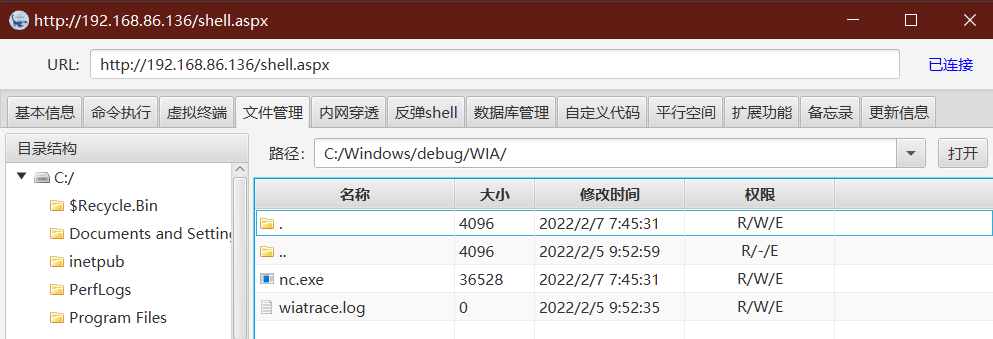 http://192.168.86.136/shell.aspx
URL: http://192.168.86.136/shell.aspx 已连接
基本信息 命令执行 虚拟终端 文件管理 内网穿透 反弹shell 数据库管理 自定义代码 平行空间 扩展功能 备忘录 更新信息
目录结构
C:/
$Recycle.Bin
Documents and Setting
inetpub
PerfLogs
Program Files
路径: C:/Windows/debug/WIA/ 打开
名称 大小 修改时间 权限
. 4096 2022/2/7 7:45:31 R/W/E
.. 4096 2022/2/5 9:52:59 R/-/E
nc.exe 36528 2022/2/7 7:45:31 R/W/E
wiatrace.log 0 2022/2/5 9:52:35 R/W/E